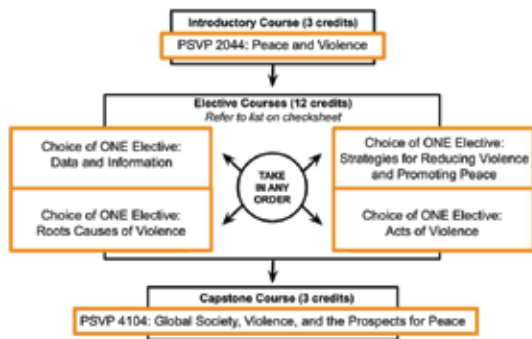 Introductory Course (3 credits)
PSVP 2044: Peace and Violence
Elective Courses (12 credits)
Refer to list on checksheet
Choice of ONE Elective:
Data and Information
Choice of ONE Elective:
Strategies for Reducing Violence
and Promoting Peace
TAKE
IN ANY
ORDER
Choice of ONE Elective:
Roots Causes of Violence
Choice of ONE Elective:
Acts of Violence
Capstone Course (3 credits)
PSVP 4104: Global Society, Violence, and the Prospects for Peace